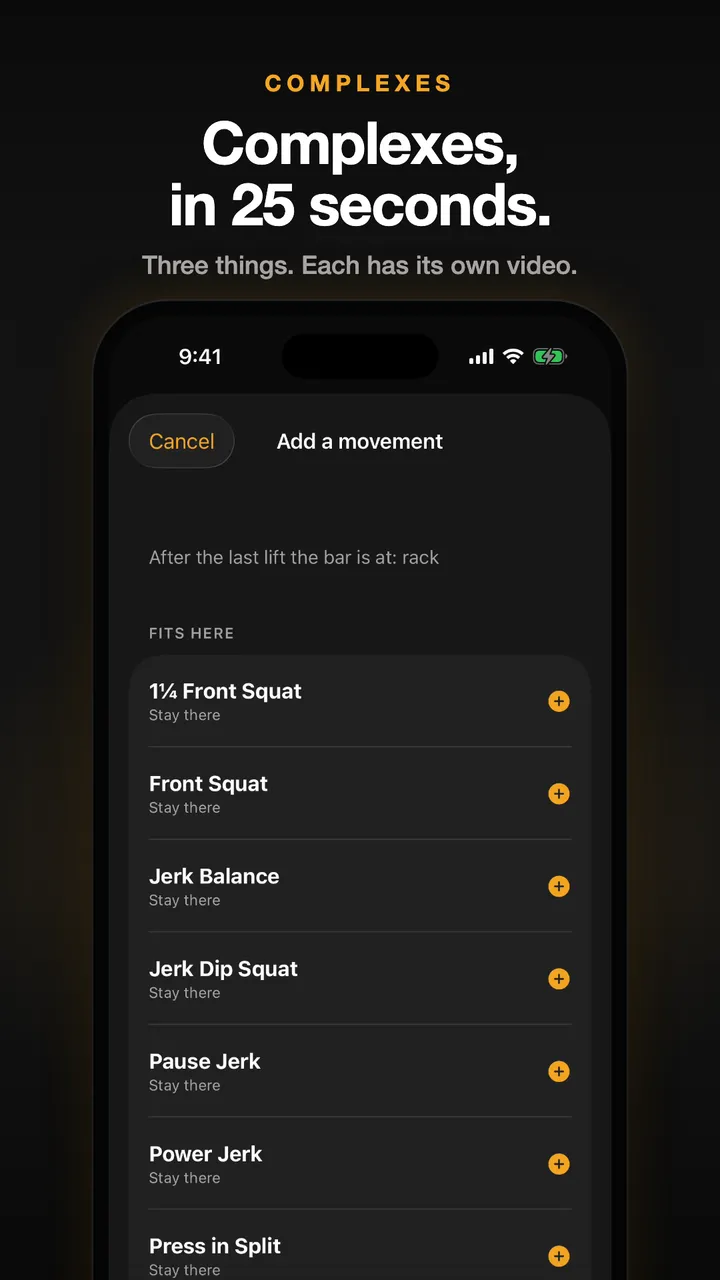 COMPLEXES
Complexes,
in 25 seconds.
Three things. Each has its own video.
9:41
Cancel
Add a movement
After the last lift the bar is at: rack
FITS HERE
1¼ Front Squat
Stay there
Front Squat
Stay there
Jerk Balance
Stay there
Jerk Dip Squat
Stay there
Pause Jerk
Stay there
Power Jerk
Stay there
Press in Split
Stay there